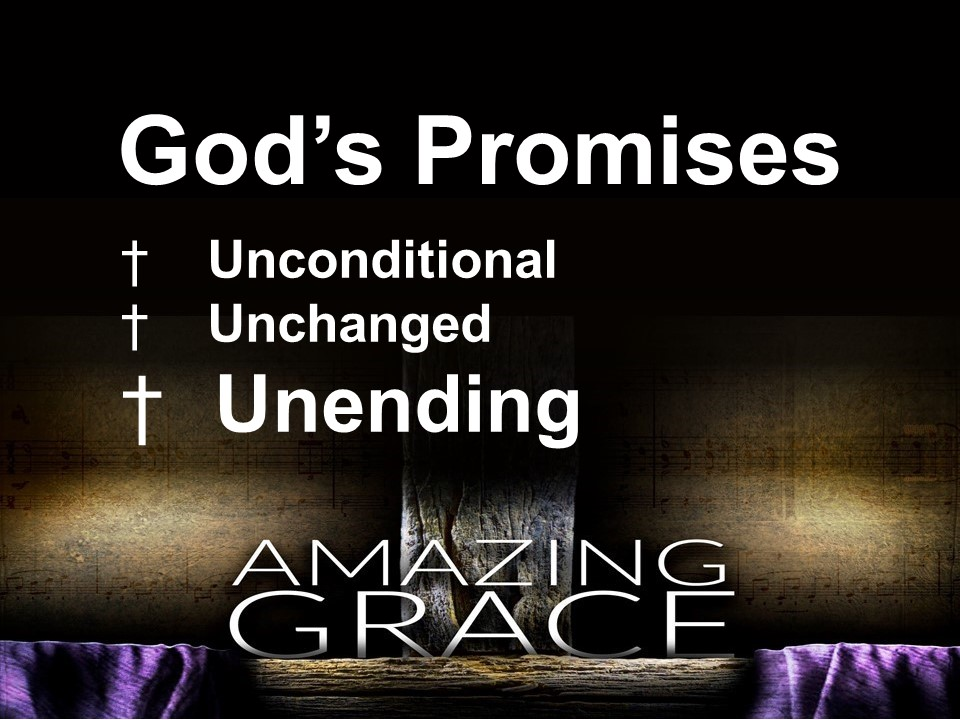 God’s Promises
† Unconditional
† Unchanged
† Unending
AMAZING
GRACE